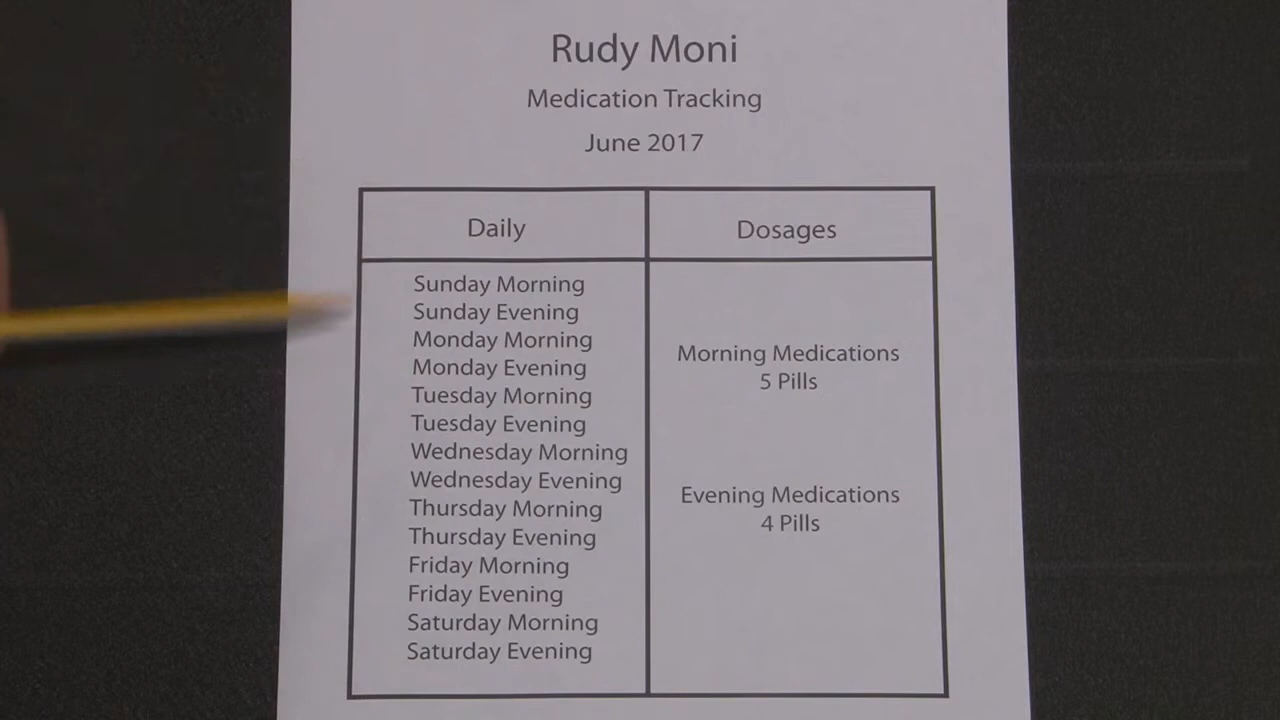 Rudy Moni
Medication Tracking
June 2017
Daily
Dosages
Sunday Morning
Sunday Evening
Monday Morning
Monday Evening
Tuesday Morning
Tuesday Evening
Wednesday Morning
Wednesday Evening
Thursday Morning
Thursday Evening
Friday Morning
Friday Evening
Saturday Morning
Saturday Evening
Morning Medications
5 Pills
Evening Medications
4 Pills